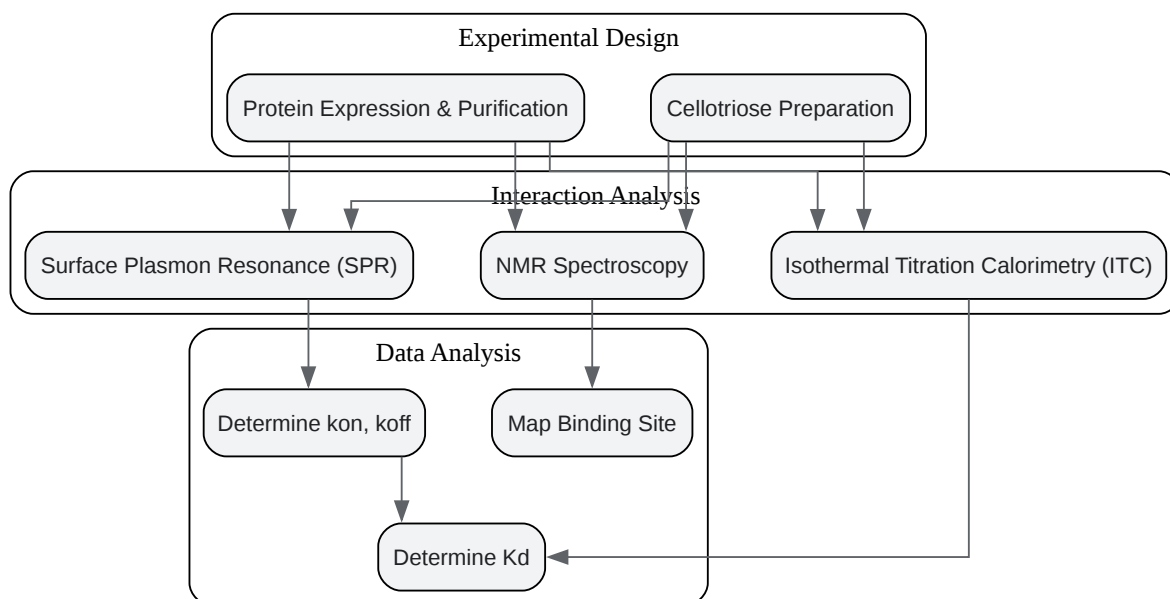 Experimental Design
Protein Expression & Purification
Cellotriose Preparation
Interaction Analysis
Surface Plasmon Resonance (SPR)
NMR Spectroscopy
Isothermal Titration Calorimetry (ITC)
Data Analysis
Determine kon, koff
Map Binding Site
Determine Kd